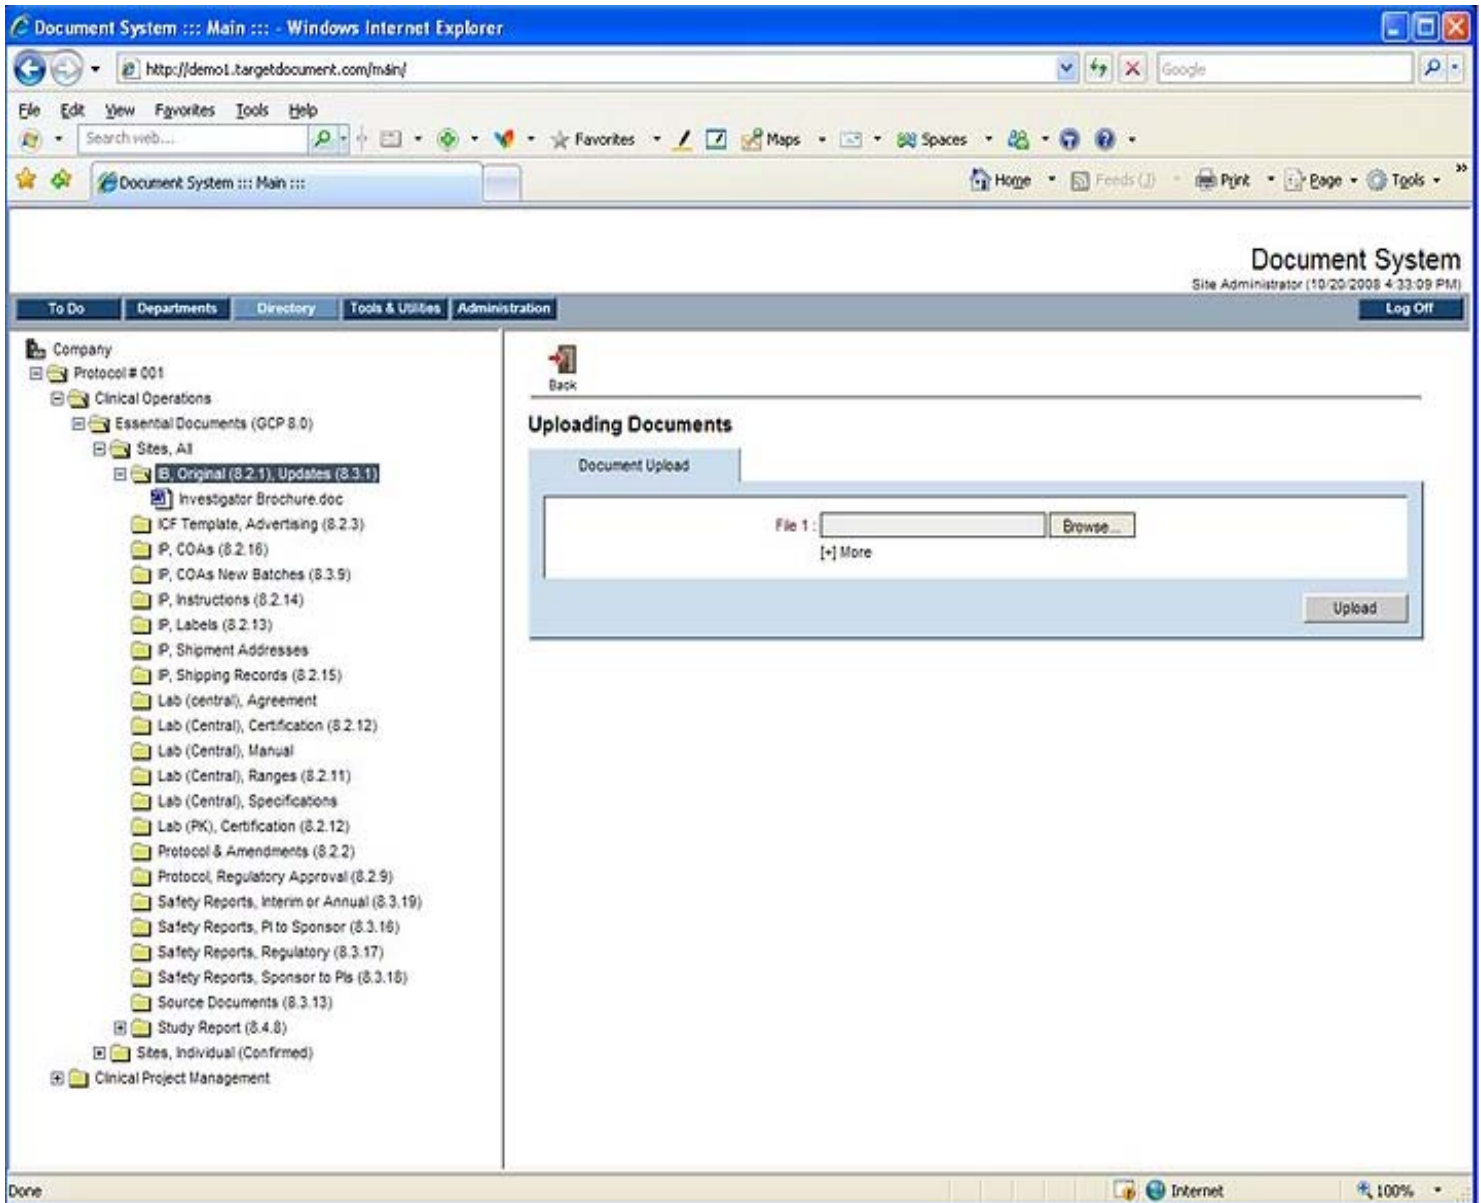 Document System ::: Main ::: - Windows Internet Explorer
http://demo1.targetdocument.com/main/
Google
File Edit View Favorites Tools Help
Search web...
Favorites
Maps
Spaces
Document System ::: Main :::
Home
Feeds (J)
Print
Page
Tools
Document System
Site Administrator (10/20/2008 4:33:09 PM)
To Do
Departments
Directory
Tools & Utilities
Administration
Log Off
Company
Protocol # 001
Clinical Operations
Essential Documents (GCP 8.0)
Sites, All
IB, Original (8.2.1), Updates (8.3.1)
Investigator Brochure.doc
ICF Template, Advertising (8.2.3)
IP, COAs (8.2.16)
IP, COAs New Batches (8.3.9)
IP, Instructions (8.2.14)
IP, Labels (8.2.13)
IP, Shipment Addresses
IP, Shipping Records (8.2.15)
Lab (central), Agreement
Lab (Central), Certification (8.2.12)
Lab (Central), Manual
Lab (Central), Ranges (8.2.11)
Lab (Central), Specifications
Lab (PK), Certification (8.2.12)
Protocol & Amendments (8.2.2)
Protocol, Regulatory Approval (8.2.9)
Safety Reports, Interim or Annual (8.3.19)
Safety Reports, PI to Sponsor (8.3.16)
Safety Reports, Regulatory (8.3.17)
Safety Reports, Sponsor to PIs (8.3.18)
Source Documents (8.3.13)
Study Report (8.4.8)
Sites, Individual (Confirmed)
Clinical Project Management
Back
Uploading Documents
Document Upload
File 1 :
Browse...
[+] More
Upload
Done
Internet
100%